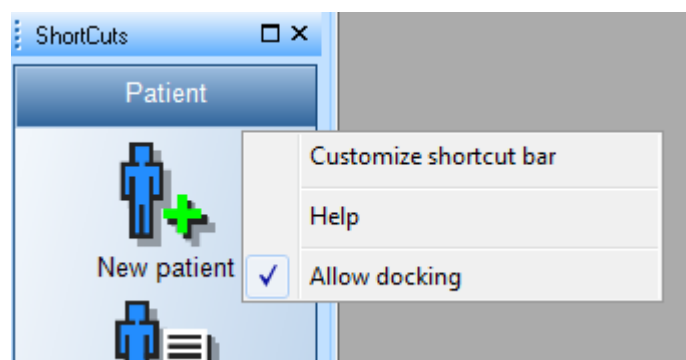 ShortCuts
Patient
Customize shortcut bar
Help
New patient
Allow docking